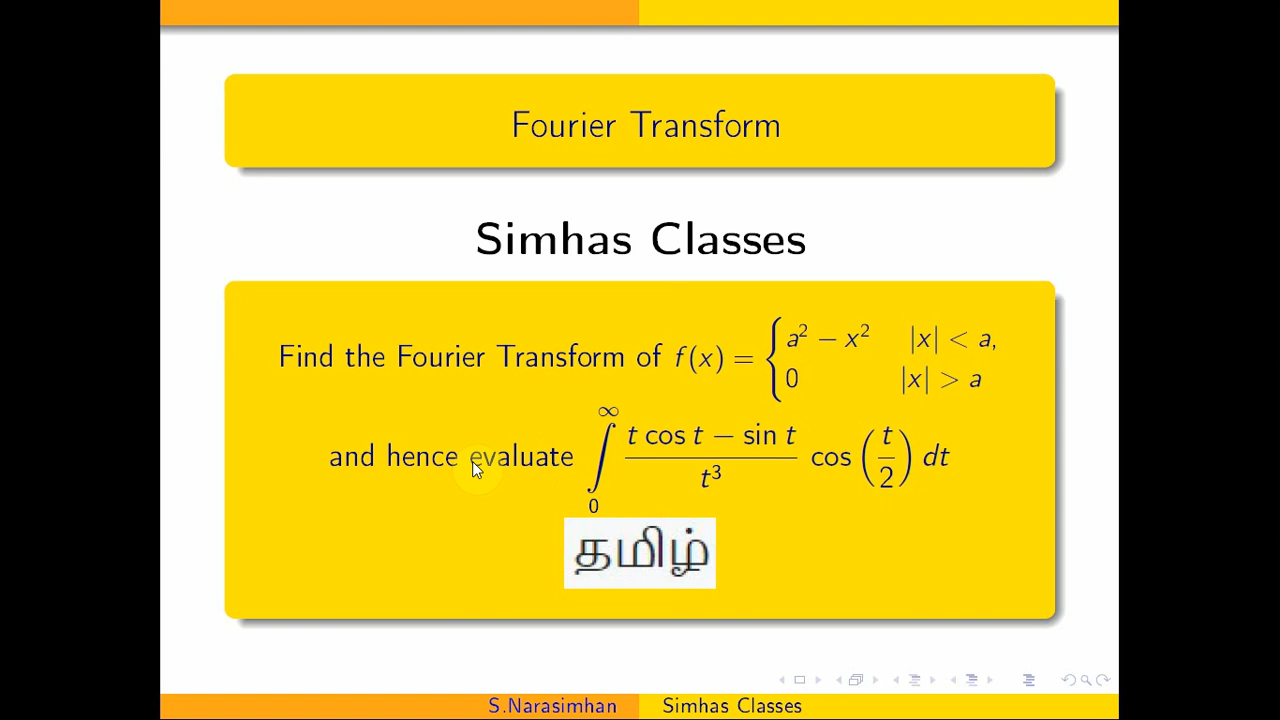 Fourier Transform
Simhas Classes
Find the Fourier Transform of f(x) = { a² − x²   |x| < a,
0   |x| > a
and hence evaluate ∫₀^∞ (t cos t − sin t)/t³ cos(t/2) dt
தமிழ்
S.Narasimhan   Simhas Classes